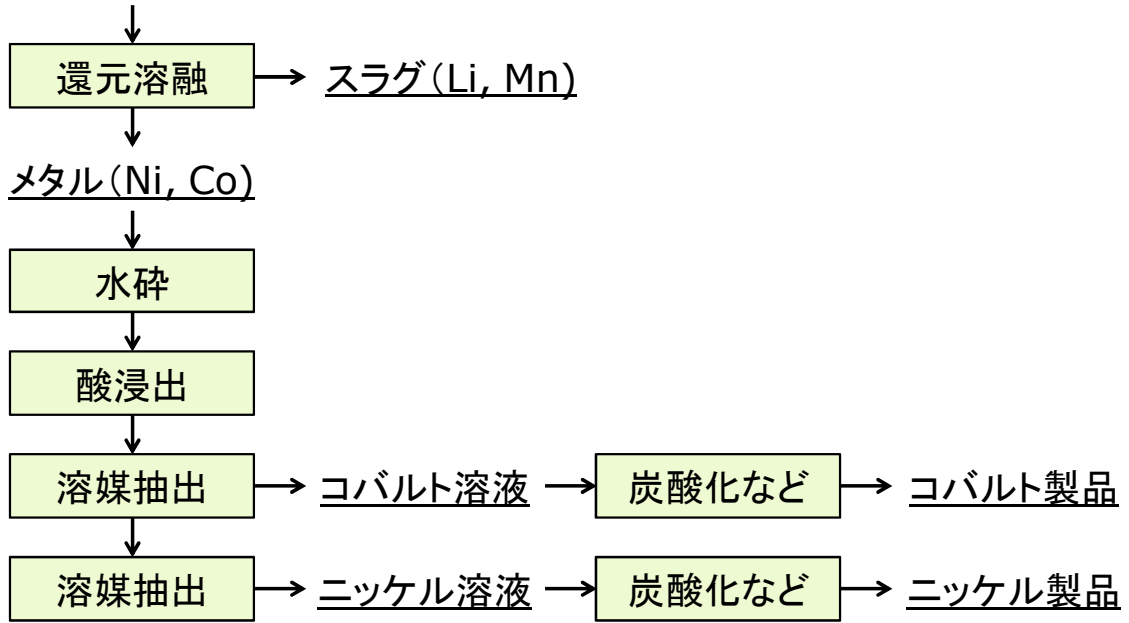 還元溶融
スラグ(Li, Mn)
メタル(Ni, Co)
水砕
酸浸出
溶媒抽出
コバルト溶液
炭酸化など
コバルト製品
溶媒抽出
ニッケル溶液
炭酸化など
ニッケル製品